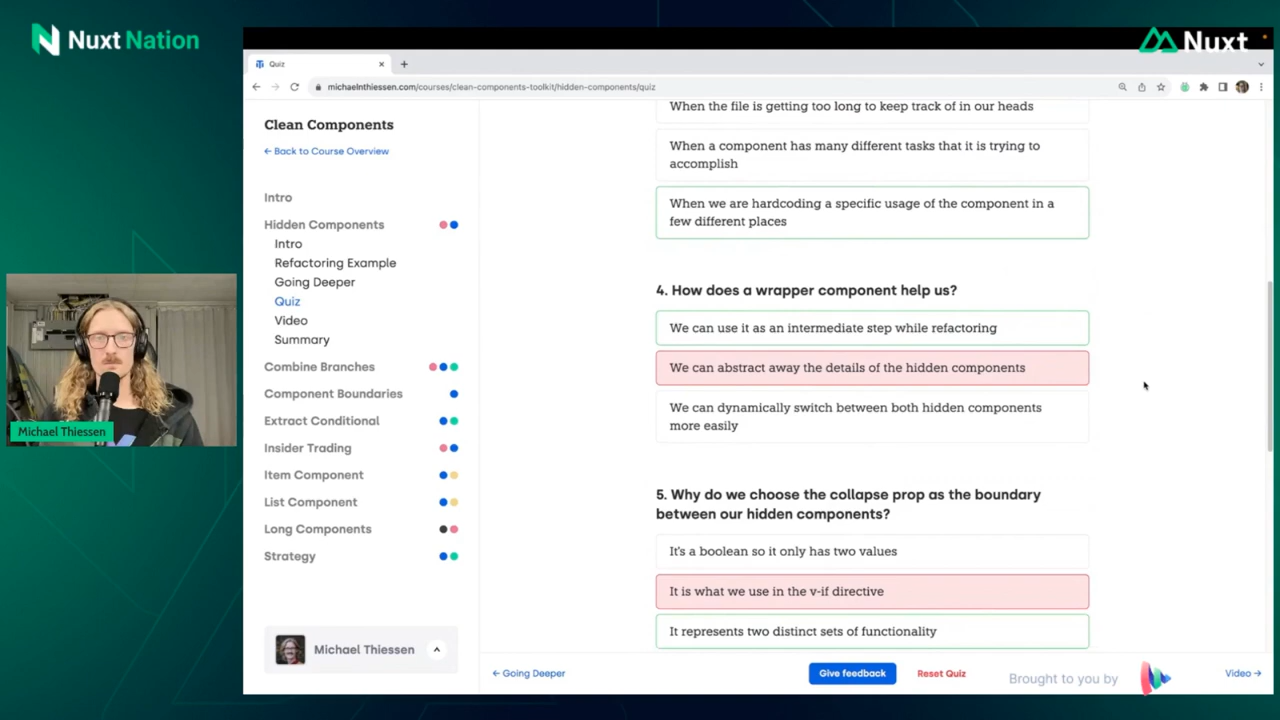 Nuxt Nation
Nuxt
Quiz
michaelnthiessen.com/courses/clean-components-toolkit/hidden-components/quiz
Clean Components
← Back to Course Overview
Intro
Hidden Components
Intro
Refactoring Example
Going Deeper
Quiz
Video
Summary
Combine Branches
Component Boundaries
Extract Conditional
Insider Trading
Item Component
List Component
Long Components
Strategy
Michael Thiessen
When the file is getting too long to keep track of in our heads
When a component has many different tasks that it is trying to
accomplish
When we are hardcoding a specific usage of the component in a
few different places
4. How does a wrapper component help us?
We can use it as an intermediate step while refactoring
We can abstract away the details of the hidden components
We can dynamically switch between both hidden components
more easily
5. Why do we choose the collapse prop as the boundary
between our hidden components?
It's a boolean so it only has two values
It is what we use in the v-if directive
It represents two distinct sets of functionality
← Going Deeper
Give feedback
Reset Quiz
Brought to you by
Video →
Michael Thiessen